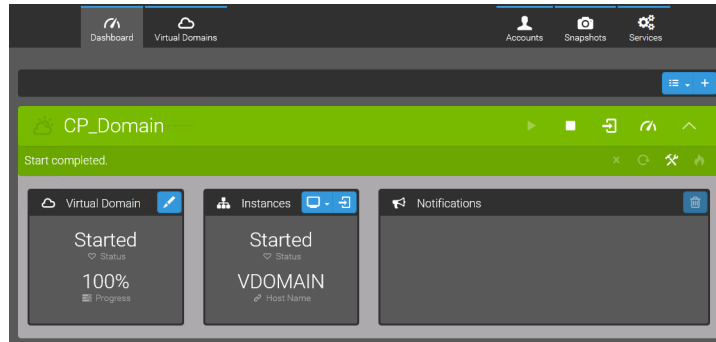 Dashboard
Virtual Domains
Accounts
Snapshots
Services
CP_Domain
Start completed.
Virtual Domain
Started
Status
100%
Progress
Instances
Started
Status
VDOMAIN
Host Name
Notifications